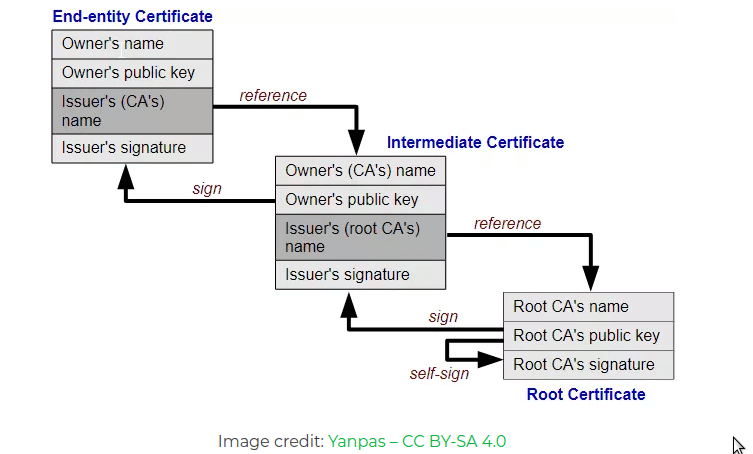 End-entity Certificate
Owner's name
Owner's public key
Issuer's (CA's)
name
Issuer's signature
reference
sign
Intermediate Certificate
Owner's (CA's) name
Owner's public key
Issuer's (root CA's)
name
Issuer's signature
reference
sign
self-sign
Root CA's name
Root CA's public key
Root CA's signature
Root Certificate
Image credit: Yanpas – CC BY-SA 4.0